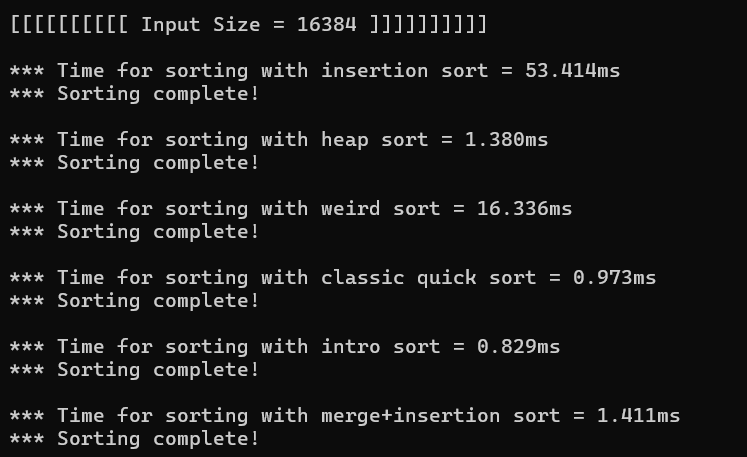 [[[[[[[[[[ Input Size = 16384 ]]]]]]]]]]
*** Time for sorting with insertion sort = 53.414ms
*** Sorting complete!
*** Time for sorting with heap sort = 1.380ms
*** Sorting complete!
*** Time for sorting with weird sort = 16.336ms
*** Sorting complete!
*** Time for sorting with classic quick sort = 0.973ms
*** Sorting complete!
*** Time for sorting with intro sort = 0.829ms
*** Sorting complete!
*** Time for sorting with merge+insertion sort = 1.411ms
*** Sorting complete!